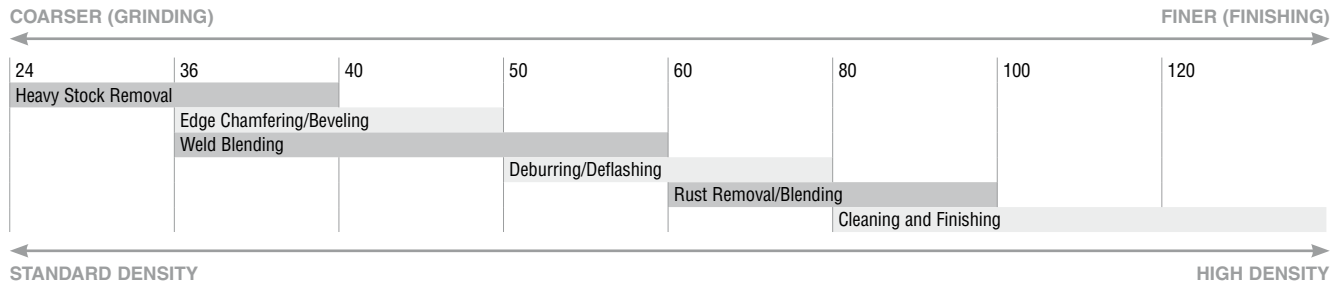 COARSER (GRINDING) FINER (FINISHING)
24 36 40 50 60 80 100 120
Heavy Stock Removal
Edge Chamfering/Beveling
Weld Blending
Deburring/Deflashing
Rust Removal/Blending
Cleaning and Finishing
STANDARD DENSITY HIGH DENSITY